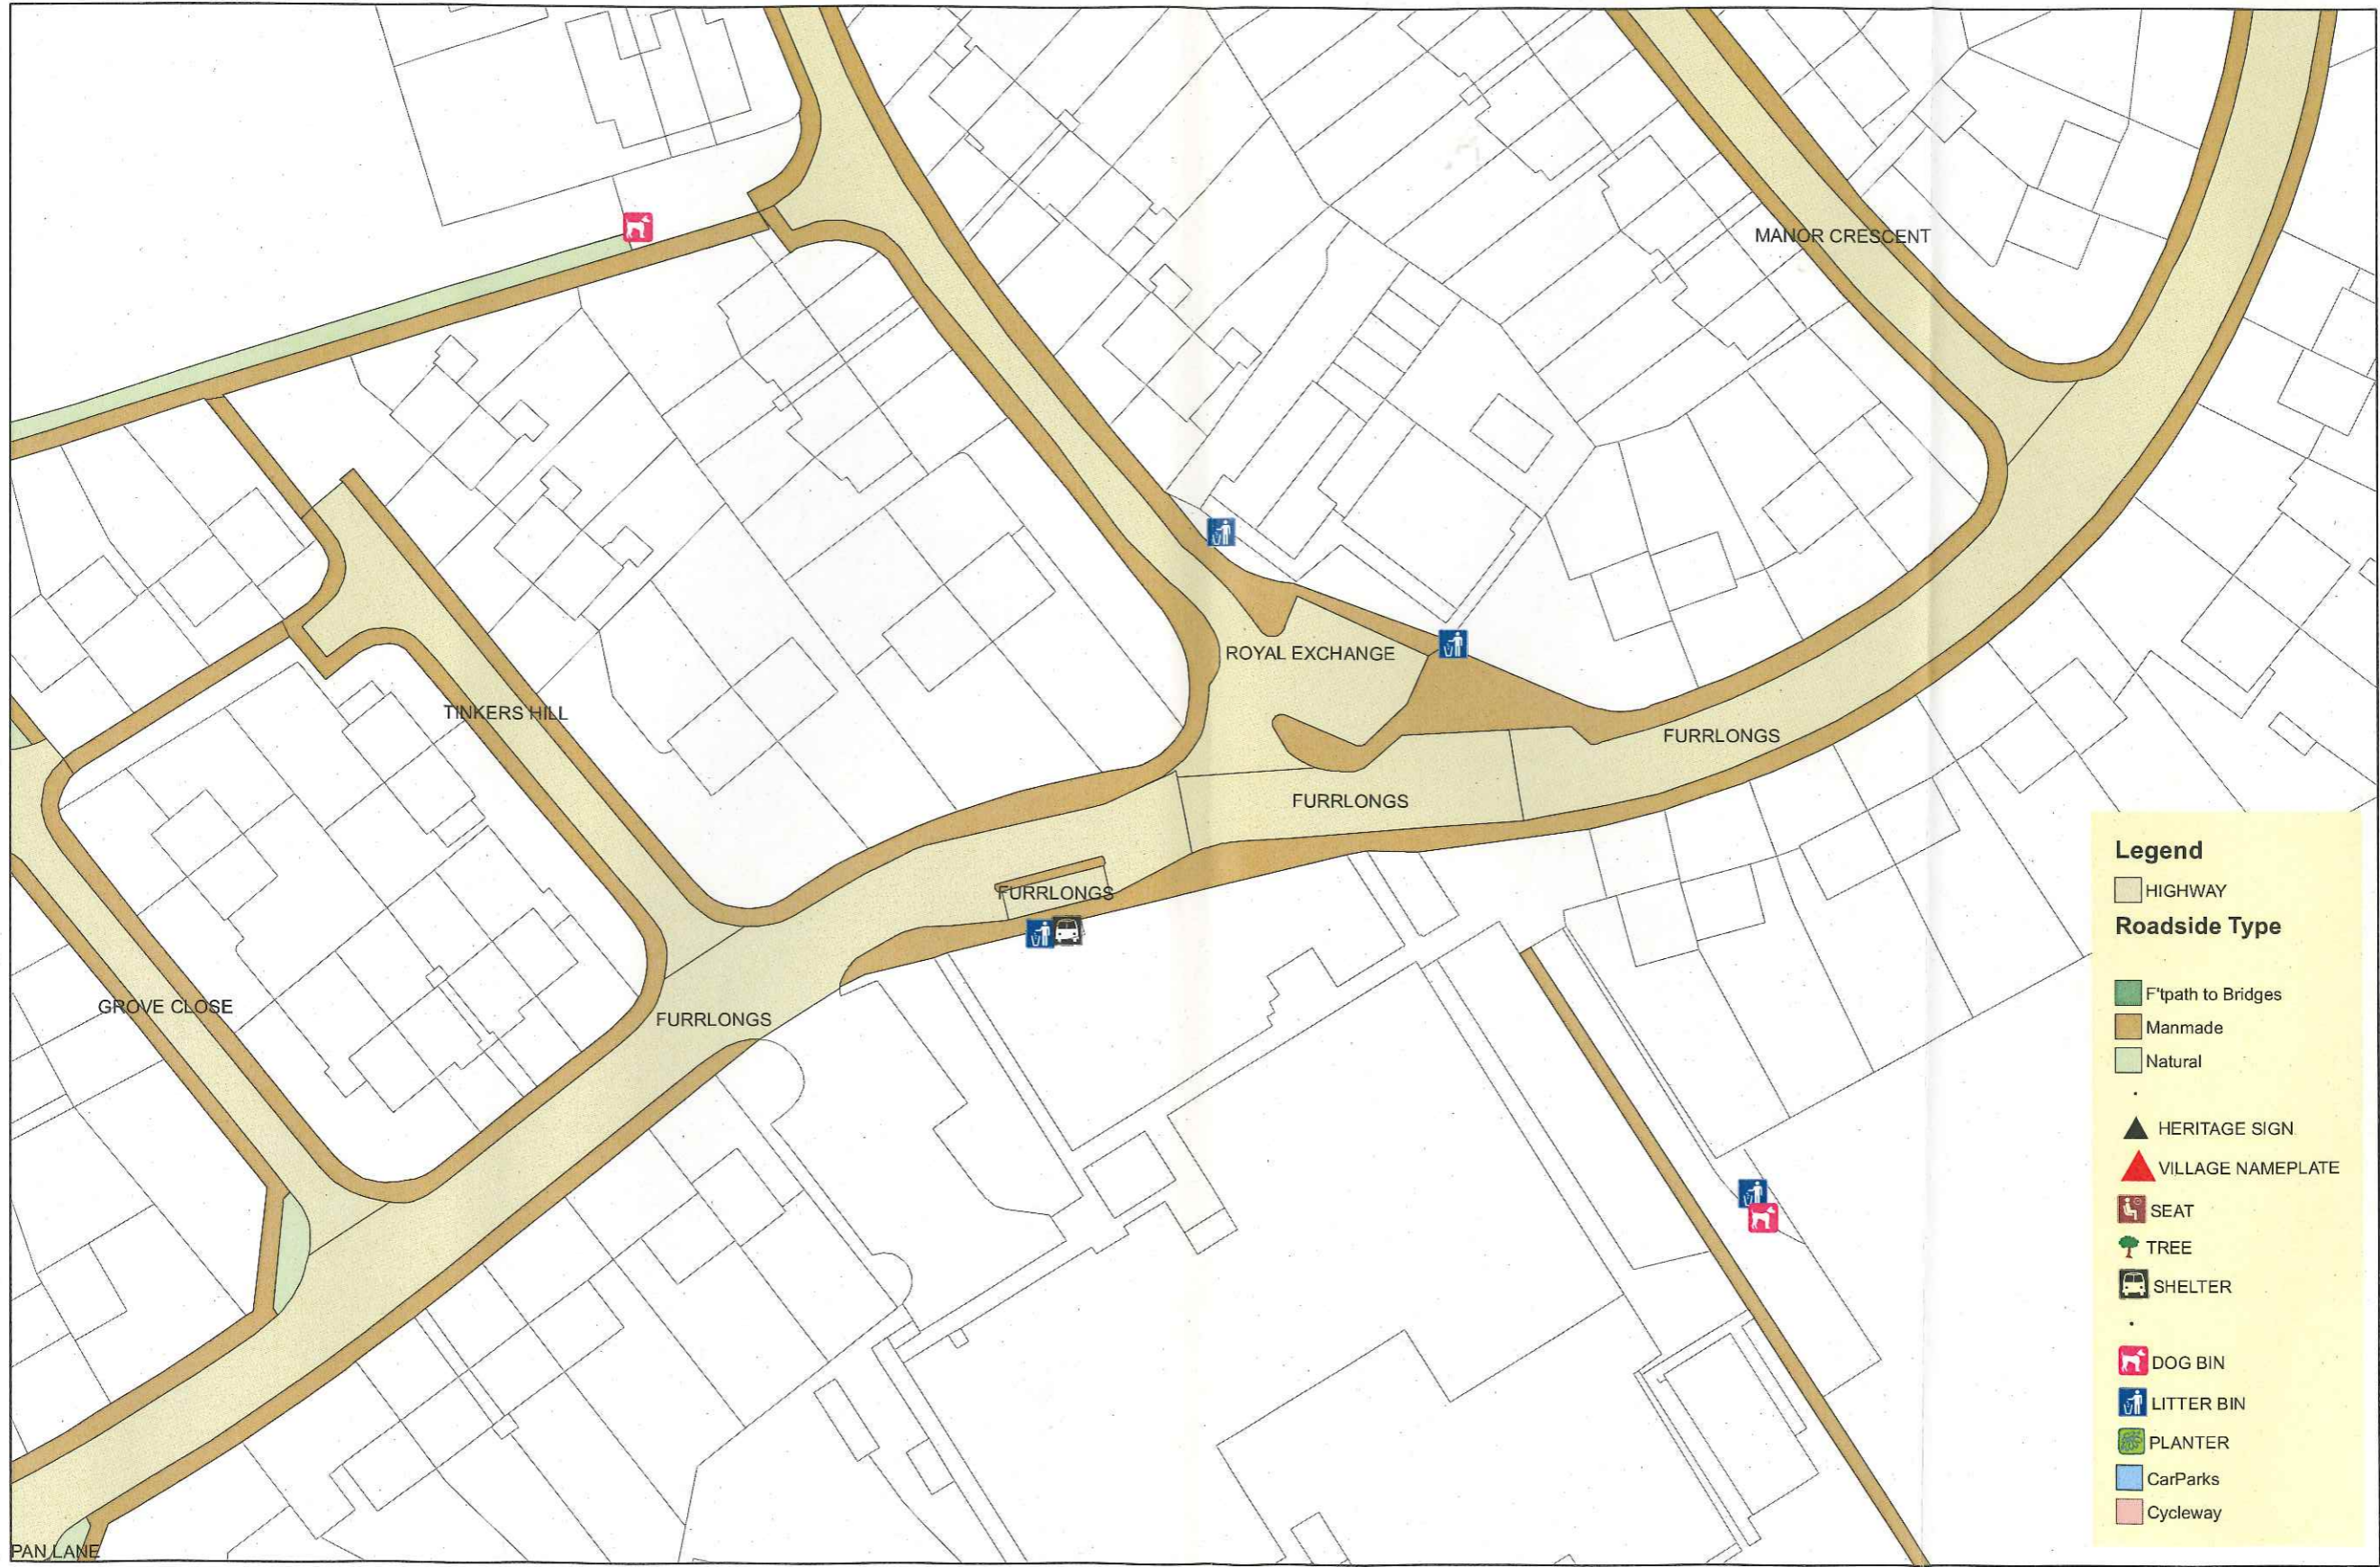 MANOR CRESCENT
ROYAL EXCHANGE
TINKERS HILL
FURRLONGS
FURRLONGS
FURRLONGS
GROVE CLOSE
FURRLONGS
PAN LANE
Legend
HIGHWAY
Roadside Type
F'tpath to Bridges
Manmade
Natural
HERITAGE SIGN
VILLAGE NAMEPLATE
SEAT
TREE
SHELTER
DOG BIN
LITTER BIN
PLANTER
CarParks
Cycleway